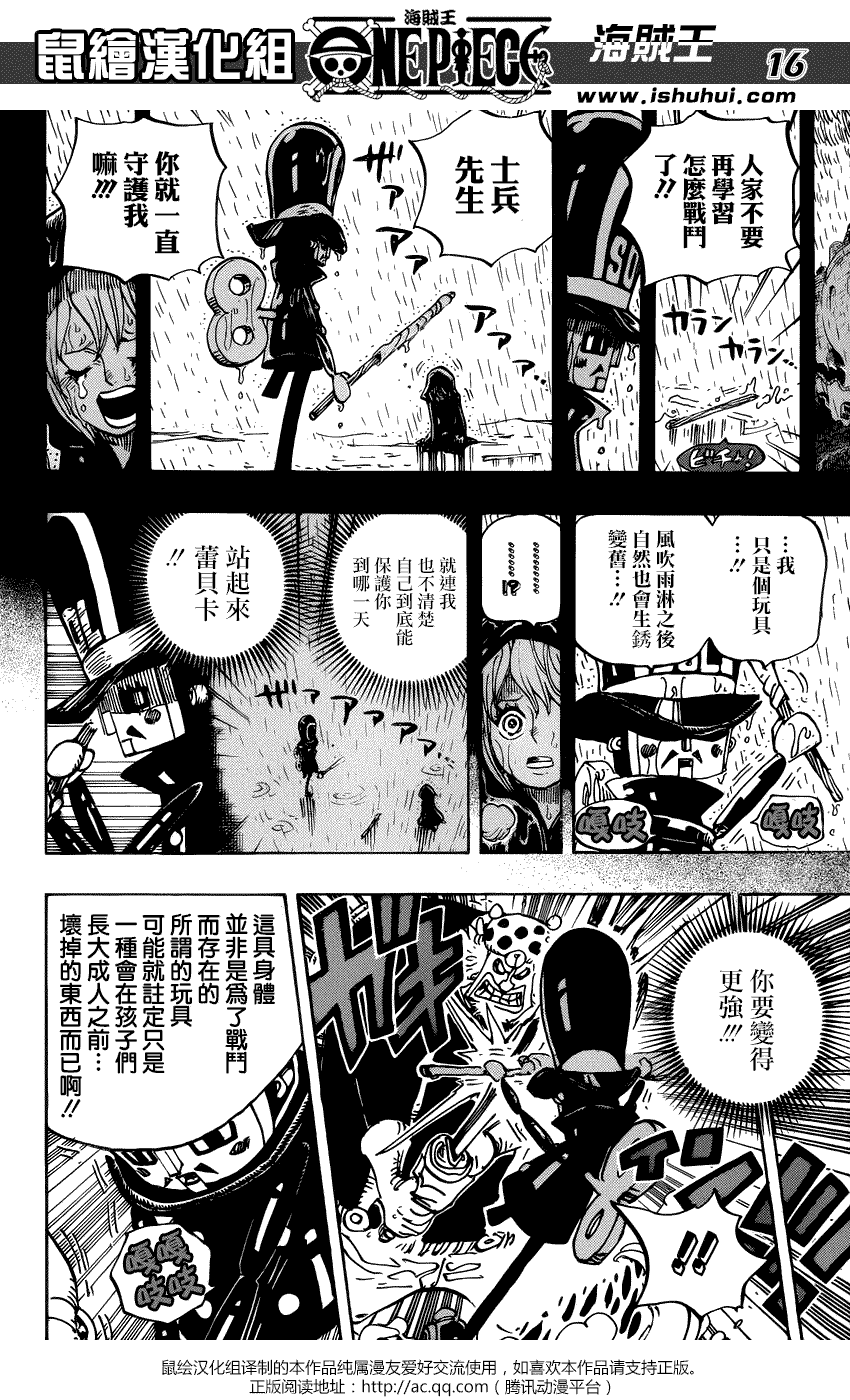 鼠繪漢化組
海賊王
ONE PIECE
海賊王
16
www.ishuhui.com
人家不要
再學習
怎麼戰鬥
了!!
カラン
カラン…
ビチャ!
士兵
先生
ザァ
アァ
ァ…
你就一直
守護我
嘛!!!
…我
只是個玩具
…!!
風吹雨淋之後
自然也會生銹
變舊…!!
嘎吱
嘎吱
………
………!?
就連我
也不清楚
自己到底能
保護你
到哪一天
ザァアァァ…
站起來
蕾貝卡
!!
你要變得
更強!!!
ガキ
ィン!!
!!
這具身體
並非是爲了戰鬥
而存在的
所謂的玩具
可能就註定只是
一種會在孩子們
長大成人之前…
壞掉的東西而已啊!!
嘎嘎
吱吱
鼠绘汉化组译制的本作品纯属漫友爱好交流使用，如喜欢本作品请支持正版。
正版阅读地址：http://ac.qq.com（腾讯动漫平台）